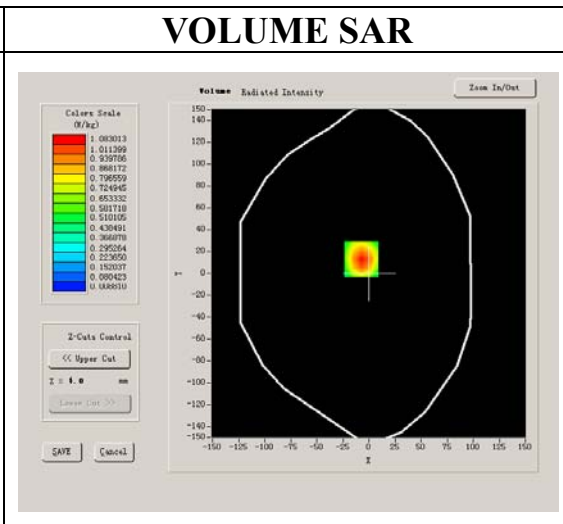 VOLUME SAR
Volume Radiated Intensity
Zoom In/Out
Colors Scale
(W/kg)
1.083013
1.011399
0.939786
0.868172
0.796559
0.724945
0.653332
0.581718
0.510105
0.438491
0.366878
0.295264
0.223650
0.152037
0.080423
0.008810
Z-Cuts Control
<< Upper Cut
Z = 4.0 mm
Lower Cut >>
SAVE Cancel
150
140
120
100
80
60
40
20
Y 0
-20
-40
-60
-80
-100
-120
-140
-150
-150 -125 -100 -75 -50 -25 0 25 50 75 100 125 150
X